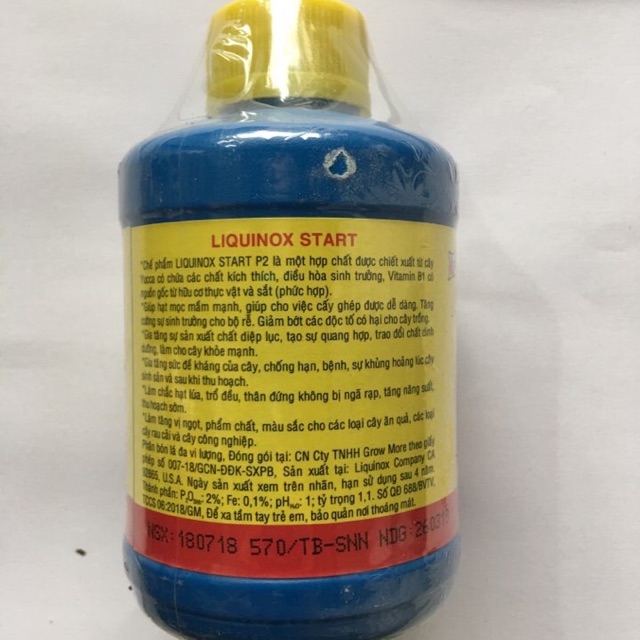 LIQUINOX START
*Chế phẩm LIQUINOX START P2 là một hợp chất được chiết xuất từ cây
Yucca có chứa các chất kích thích, điều hòa sinh trưởng, Vitamin B1 có
nguồn gốc từ hữu cơ thực vật và sắt (phức hợp).
*Giúp hạt mọc mầm mạnh, giúp cho việc cấy ghép được dễ dàng. Tăng
cường sự sinh trưởng cho bộ rễ. Giảm bớt các độc tố có hại cho cây trồng.
*Gia tăng sự sản xuất chất diệp lục, tạo sự quang hợp, trao đổi chất dinh
dưỡng, làm cho cây khỏe mạnh.
*Gia tăng sức đề kháng của cây, chống hạn, bệnh, sự khủng hoảng lúc cây
sinh sản và sau khi thu hoạch.
*Làm chắc hạt lúa, trổ đều, thân đứng không bị ngã rạp, tăng năng suất,
thu hoạch sớm.
*Làm tăng vị ngọt, phẩm chất, màu sắc cho các loại cây ăn quả, các loại
cây rau cải và cây công nghiệp.
Phân bón lá đa vi lượng, Đóng gói tại: CN Cty TNHH Grow More theo giấy
phép số 007-18/GCN-ĐĐK-SXPB, Sản xuất tại: Liquinox Company CA
U.S.A. Ngày sản xuất xem trên nhãn, hạn sử dụng sau 4 năm.
Thành phần: P₂O₅ₕₕ: 2%; Fe: 0,1%; pHH₂O: 1; tỷ trọng 1,1. Số QĐ 688/BVTV,
TCCS 06:2018/GM, Để xa tầm tay trẻ em, bảo quản nơi thoáng mát.
NSX:180718 570/TB-SNN NDG: